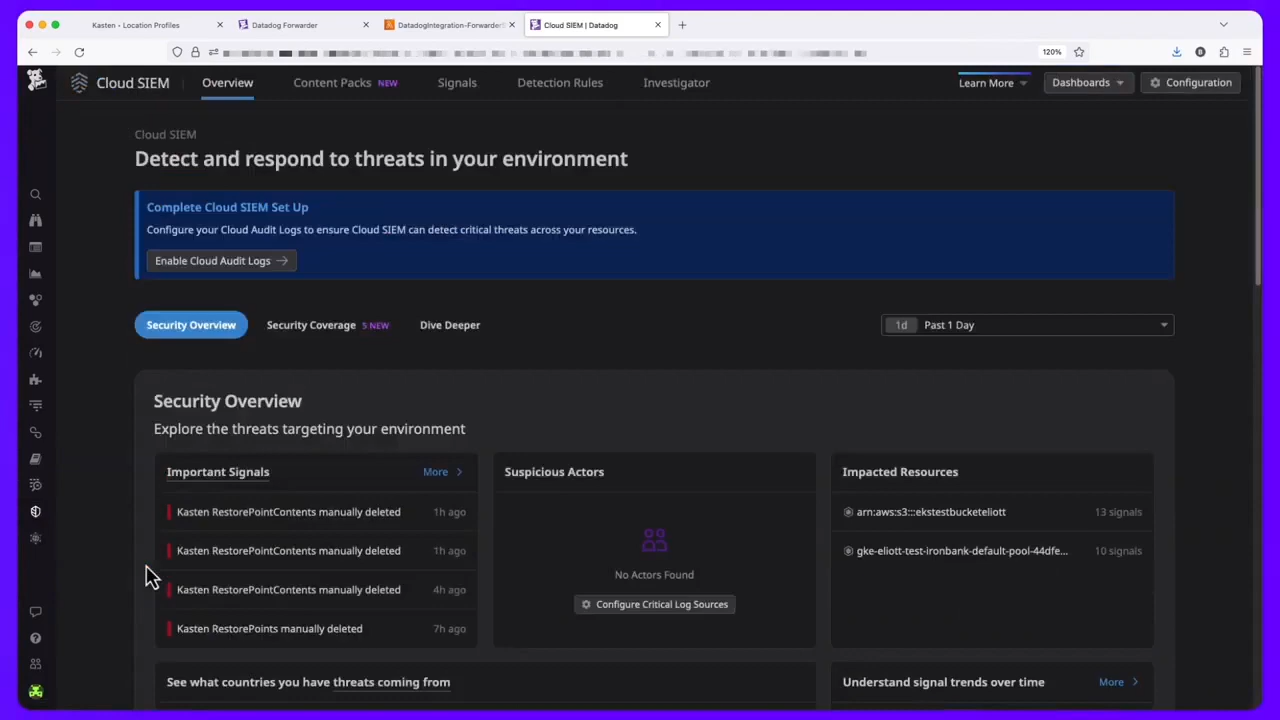 Kasten • Location Profiles
Datadog Forwarder
DatadogIntegration-Forwarder
Cloud SIEM | Datadog
120%
Cloud SIEM
Overview
Content Packs NEW
Signals
Detection Rules
Investigator
Learn More
Dashboards
Configuration
Cloud SIEM
Detect and respond to threats in your environment
Complete Cloud SIEM Set Up
Configure your Cloud Audit Logs to ensure Cloud SIEM can detect critical threats across your resources.
Enable Cloud Audit Logs →
Security Overview
Security Coverage 5 NEW
Dive Deeper
1d Past 1 Day
Security Overview
Explore the threats targeting your environment
Important Signals More
Kasten RestorePointContents manually deleted 1h ago
Kasten RestorePointContents manually deleted 1h ago
Kasten RestorePointContents manually deleted 4h ago
Kasten RestorePoints manually deleted 7h ago
Suspicious Actors
No Actors Found
Configure Critical Log Sources
Impacted Resources
arn:aws:s3:::ekstestbucketeliott 13 signals
gke-eliott-test-ironbank-default-pool-44dfe... 10 signals
See what countries you have threats coming from
Understand signal trends over time More